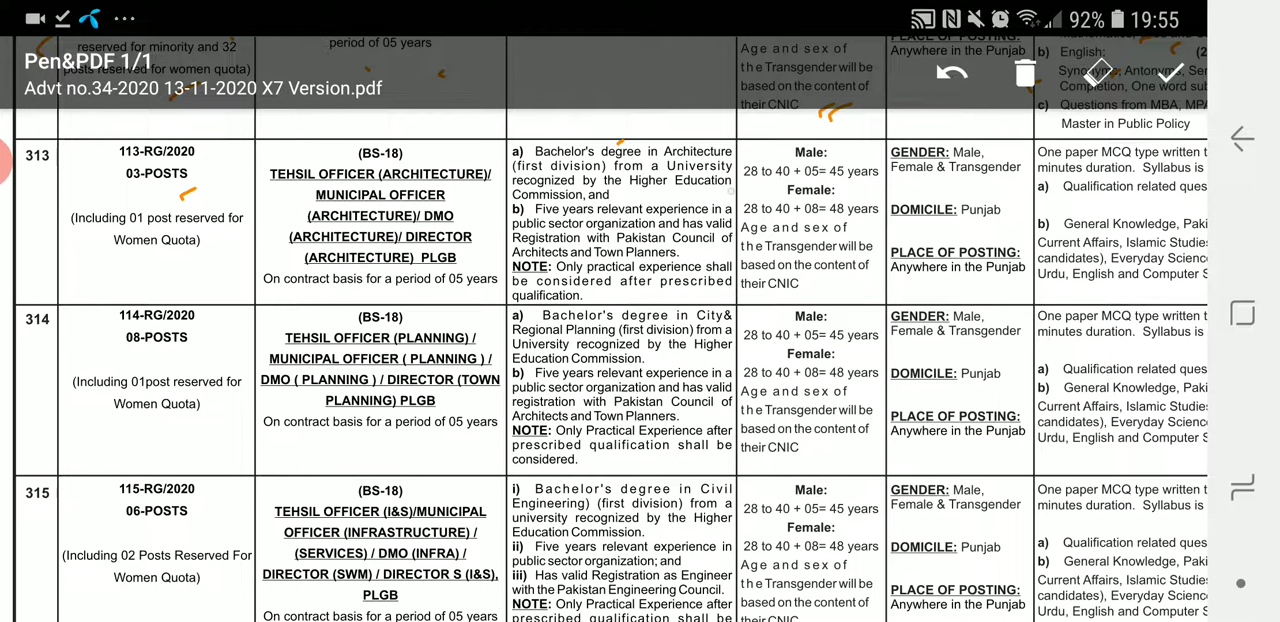 92% 19:55
Pen&PDF 1/1
Advt no.34-2020 13-11-2020 X7 Version.pdf
reserved for minority and 32
posts reserved for women quota)
period of 05 years
Age and sex of
the Transgender will be
based on the content of
their CNIC
PLACE OF POSTING:
Anywhere in the Punjab
b) English: (2
Synonyms, Antonyms, Sen
Completion, One word sub
c) Questions from MBA, MPA
Master in Public Policy
313
113-RG/2020
03-POSTS
(Including 01 post reserved for
Women Quota)
(BS-18)
TEHSIL OFFICER (ARCHITECTURE)/
MUNICIPAL OFFICER
(ARCHITECTURE)/ DMO
(ARCHITECTURE)/ DIRECTOR
(ARCHITECTURE) PLGB
On contract basis for a period of 05 years
a) Bachelor's degree in Architecture
(first division) from a University
recognized by the Higher Education
Commission, and
b) Five years relevant experience in a
public sector organization and has valid
Registration with Pakistan Council of
Architects and Town Planners.
NOTE: Only practical experience shall
be considered after prescribed
qualification.
Male:
28 to 40 + 05= 45 years
Female:
28 to 40 + 08= 48 years
Age and sex of
the Transgender will be
based on the content of
their CNIC
GENDER: Male,
Female & Transgender
DOMICILE: Punjab
PLACE OF POSTING:
Anywhere in the Punjab
One paper MCQ type written t
minutes duration. Syllabus is
a) Qualification related ques
b) General Knowledge, Paki
Current Affairs, Islamic Studies
candidates), Everyday Science
Urdu, English and Computer S
314
114-RG/2020
08-POSTS
(Including 01post reserved for
Women Quota)
(BS-18)
TEHSIL OFFICER (PLANNING) /
MUNICIPAL OFFICER ( PLANNING ) /
DMO ( PLANNING ) / DIRECTOR (TOWN
PLANNING) PLGB
On contract basis for a period of 05 years
a) Bachelor's degree in City&
Regional Planning (first division) from a
University recognized by the Higher
Education Commission.
b) Five years relevant experience in a
public sector organization and has valid
registration with Pakistan Council of
Architects and Town Planners.
NOTE: Only Practical Experience after
prescribed qualification shall be
considered.
Male:
28 to 40 + 05= 45 years
Female:
28 to 40 + 08= 48 years
Age and sex of
the Transgender will be
based on the content of
their CNIC
GENDER: Male,
Female & Transgender
DOMICILE: Punjab
PLACE OF POSTING:
Anywhere in the Punjab
One paper MCQ type written t
minutes duration. Syllabus is
a) Qualification related ques
b) General Knowledge, Paki
Current Affairs, Islamic Studies
candidates), Everyday Science
Urdu, English and Computer S
315
115-RG/2020
06-POSTS
(Including 02 Posts Reserved For
Women Quota)
(BS-18)
TEHSIL OFFICER (I&S)/MUNICIPAL
OFFICER (INFRASTRUCTURE) /
(SERVICES) / DMO (INFRA) /
DIRECTOR (SWM) / DIRECTOR S (I&S),
PLGB
On contract basis for a period of 05 years
i) Bachelor's degree in Civil
Engineering) (first division) from a
university recognized by the Higher
Education Commission.
ii) Five years relevant experience in
public sector organization; and
iii) Has valid Registration as Engineer
with the Pakistan Engineering Council.
NOTE: Only Practical Experience after
prescribed qualification shall be
Male:
28 to 40 + 05= 45 years
Female:
28 to 40 + 08= 48 years
Age and sex of
the Transgender will be
based on the content of
their CNIC
GENDER: Male,
Female & Transgender
DOMICILE: Punjab
PLACE OF POSTING:
Anywhere in the Punjab
One paper MCQ type written t
minutes duration. Syllabus is
a) Qualification related ques
b) General Knowledge, Paki
Current Affairs, Islamic Studies
candidates), Everyday Science
Urdu, English and Computer S